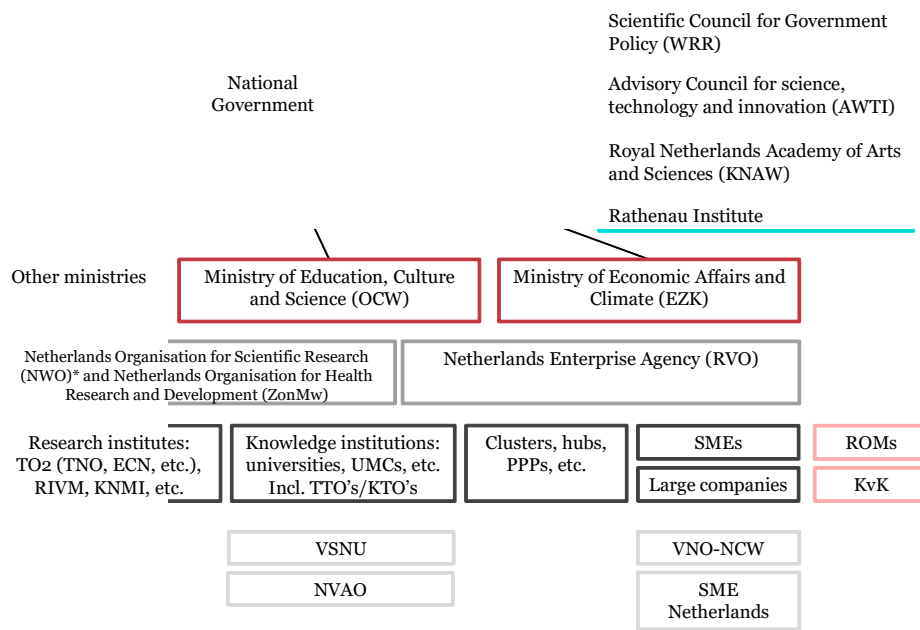 Scientific Council for Government
Policy (WRR)
National
Government
Advisory Council for science,
technology and innovation (AWTI)
Royal Netherlands Academy of Arts
and Sciences (KNAW)
Rathenau Institute
Other ministries
Ministry of Education, Culture
and Science (OCW)
Ministry of Economic Affairs and
Climate (EZK)
Netherlands Organisation for Scientific Research
(NWO)* and Netherlands Organisation for Health
Research and Development (ZonMw)
Netherlands Enterprise Agency (RVO)
Research institutes:
TO2 (TNO, ECN, etc.),
RIVM, KNMI, etc.
Knowledge institutions:
universities, UMCs, etc.
Incl. TTO's/KTO's
Clusters, hubs,
PPPs, etc.
SMEs
Large companies
ROMs
KvK
VSNU
NVAO
VNO-NCW
SME
Netherlands